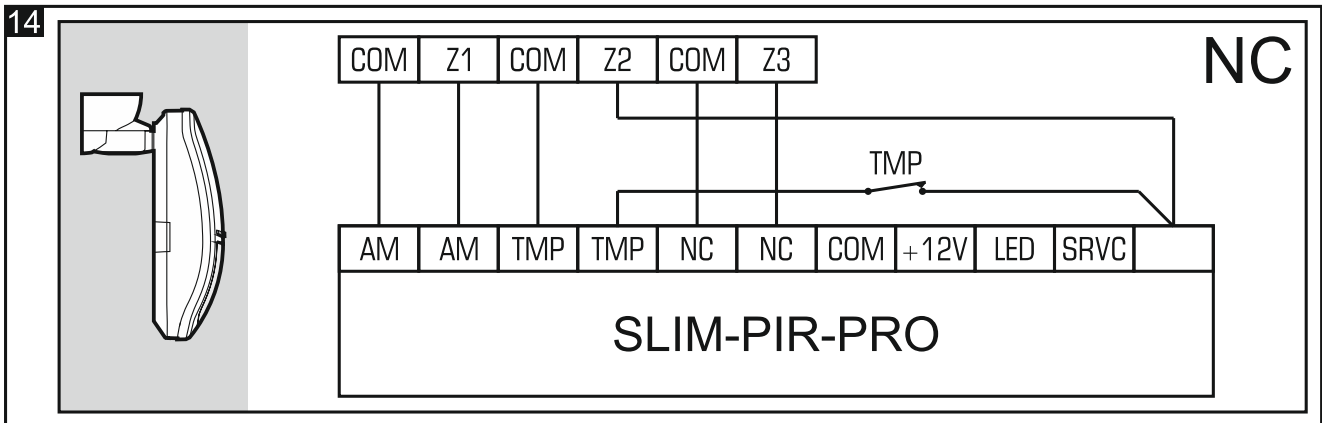 14
COM Z1 COM Z2 COM Z3
NC
TMP
AM AM TMP TMP NC NC COM +12V LED SRVC
SLIM-PIR-PRO